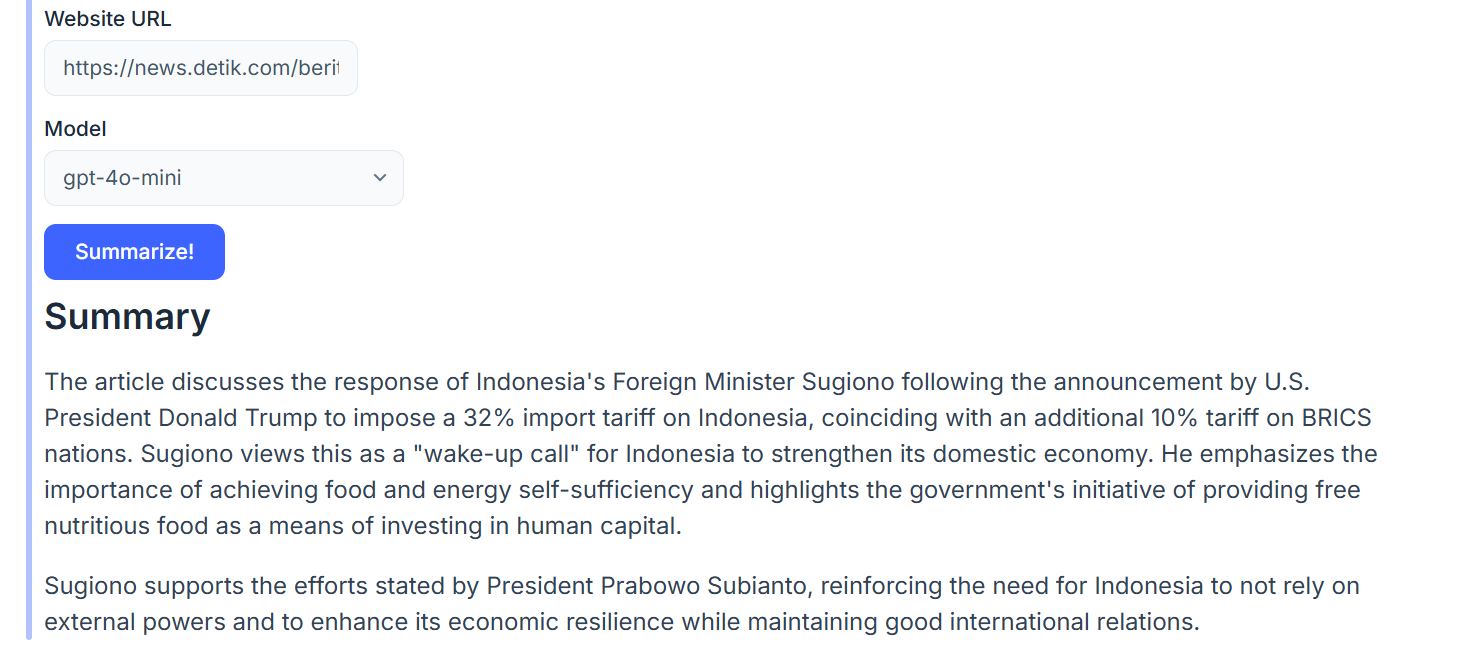 Website URL
https://news.detik.com/beri
Model
gpt-4o-mini
Summarize!
Summary
The article discusses the response of Indonesia's Foreign Minister Sugiono following the announcement by U.S.
President Donald Trump to impose a 32% import tariff on Indonesia, coinciding with an additional 10% tariff on BRICS
nations. Sugiono views this as a "wake-up call" for Indonesia to strengthen its domestic economy. He emphasizes the
importance of achieving food and energy self-sufficiency and highlights the government's initiative of providing free
nutritious food as a means of investing in human capital.
Sugiono supports the efforts stated by President Prabowo Subianto, reinforcing the need for Indonesia to not rely on
external powers and to enhance its economic resilience while maintaining good international relations.